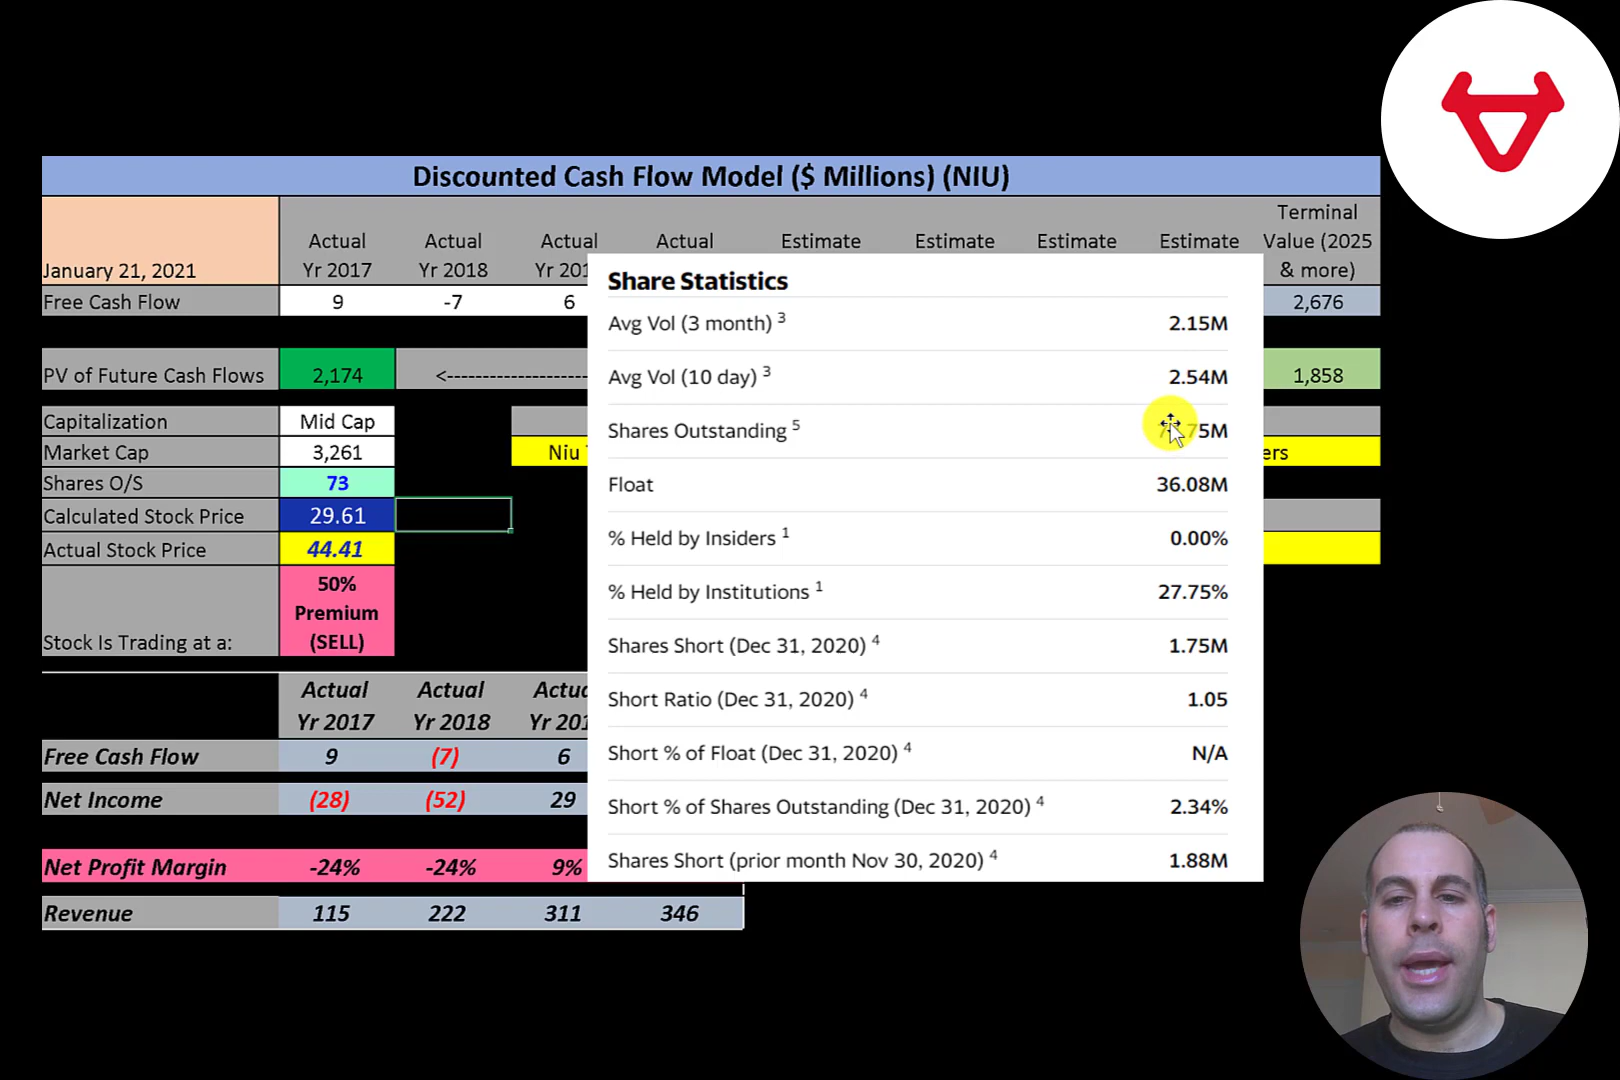 Discounted Cash Flow Model ($ Millions) (NIU)
January 21, 2021
Actual Yr 2017
Actual Yr 2018
Actual Yr 201
Actual
Estimate
Estimate
Estimate
Estimate
Terminal Value (2025 & more)
Free Cash Flow 9 -7 6 2,676
PV of Future Cash Flows 2,174 <--------------- 1,858
Capitalization Mid Cap
Market Cap 3,261 Niu ers
Shares O/S 73
Calculated Stock Price 29.61
Actual Stock Price 44.41
Stock Is Trading at a: 50% Premium (SELL)
Actual Yr 2017
Actual Yr 2018
Yr 201
Free Cash Flow 9 (7) 6
Net Income (28) (52) 29
Net Profit Margin -24% -24% 9%
Revenue 115 222 311 346
Share Statistics
Avg Vol (3 month) 3 2.15M
Avg Vol (10 day) 3 2.54M
Shares Outstanding 5 75M
Float 36.08M
% Held by Insiders 1 0.00%
% Held by Institutions 1 27.75%
Shares Short (Dec 31, 2020) 4 1.75M
Short Ratio (Dec 31, 2020) 4 1.05
Short % of Float (Dec 31, 2020) 4 N/A
Short % of Shares Outstanding (Dec 31, 2020) 4 2.34%
Shares Short (prior month Nov 30, 2020) 4 1.88M